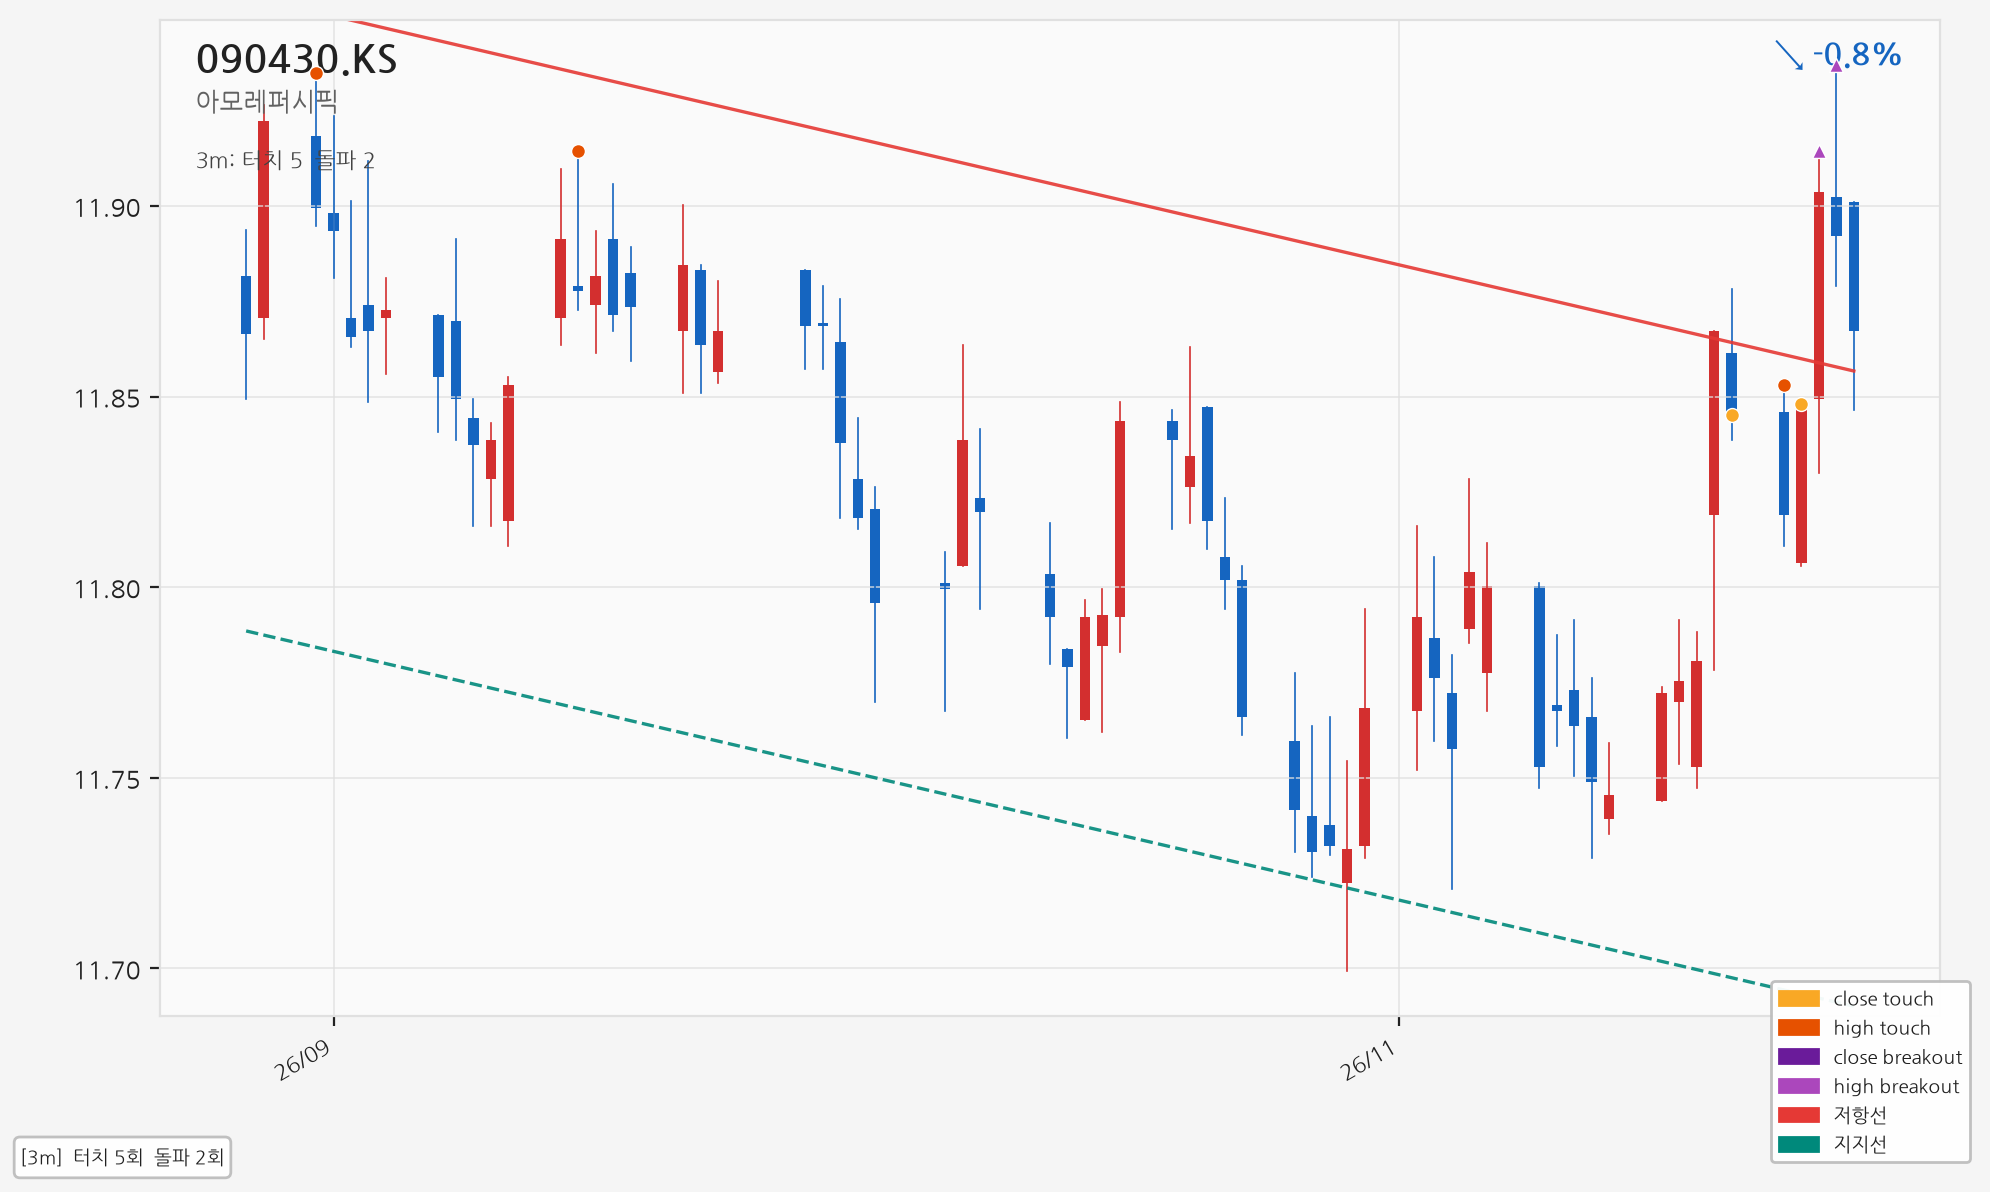 090430.KS
아모레퍼시픽
3m: 터치 5 돌파 2
-0.8%
11.90
11.85
11.80
11.75
11.70
26/09
26/11
close touch
high touch
close breakout
high breakout
저항선
지지선
[3m] 터치 5회 돌파 2회